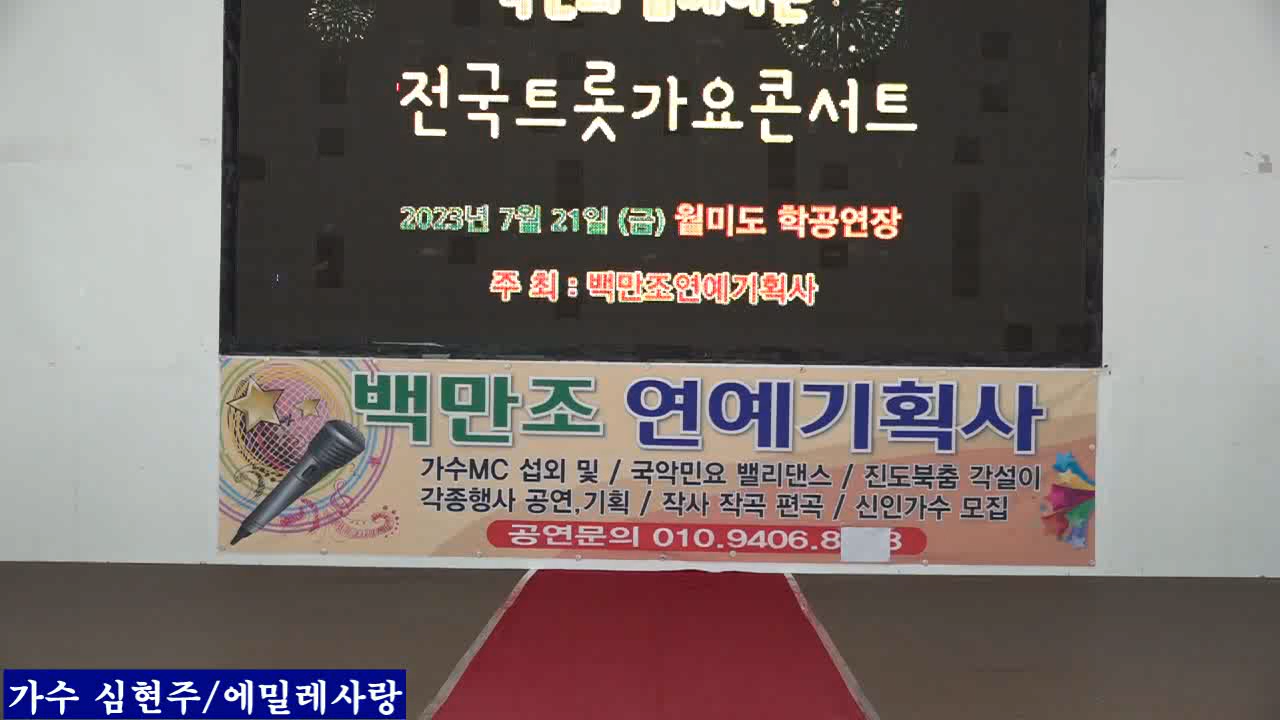 전국트롯가요콘서트
2023년 7월 21일 (금) 월미도 학공연장
주 최 : 백만조연예기획사
백만조 연예기획사
가수MC 섭외 및 / 국악민요 밸리댄스 / 진도북춤 각설이
각종행사 공연,기획 / 작사 작곡 편곡 / 신인가수 모집
공연문의 010.9406.8 8
가수 심현주/에밀레사랑